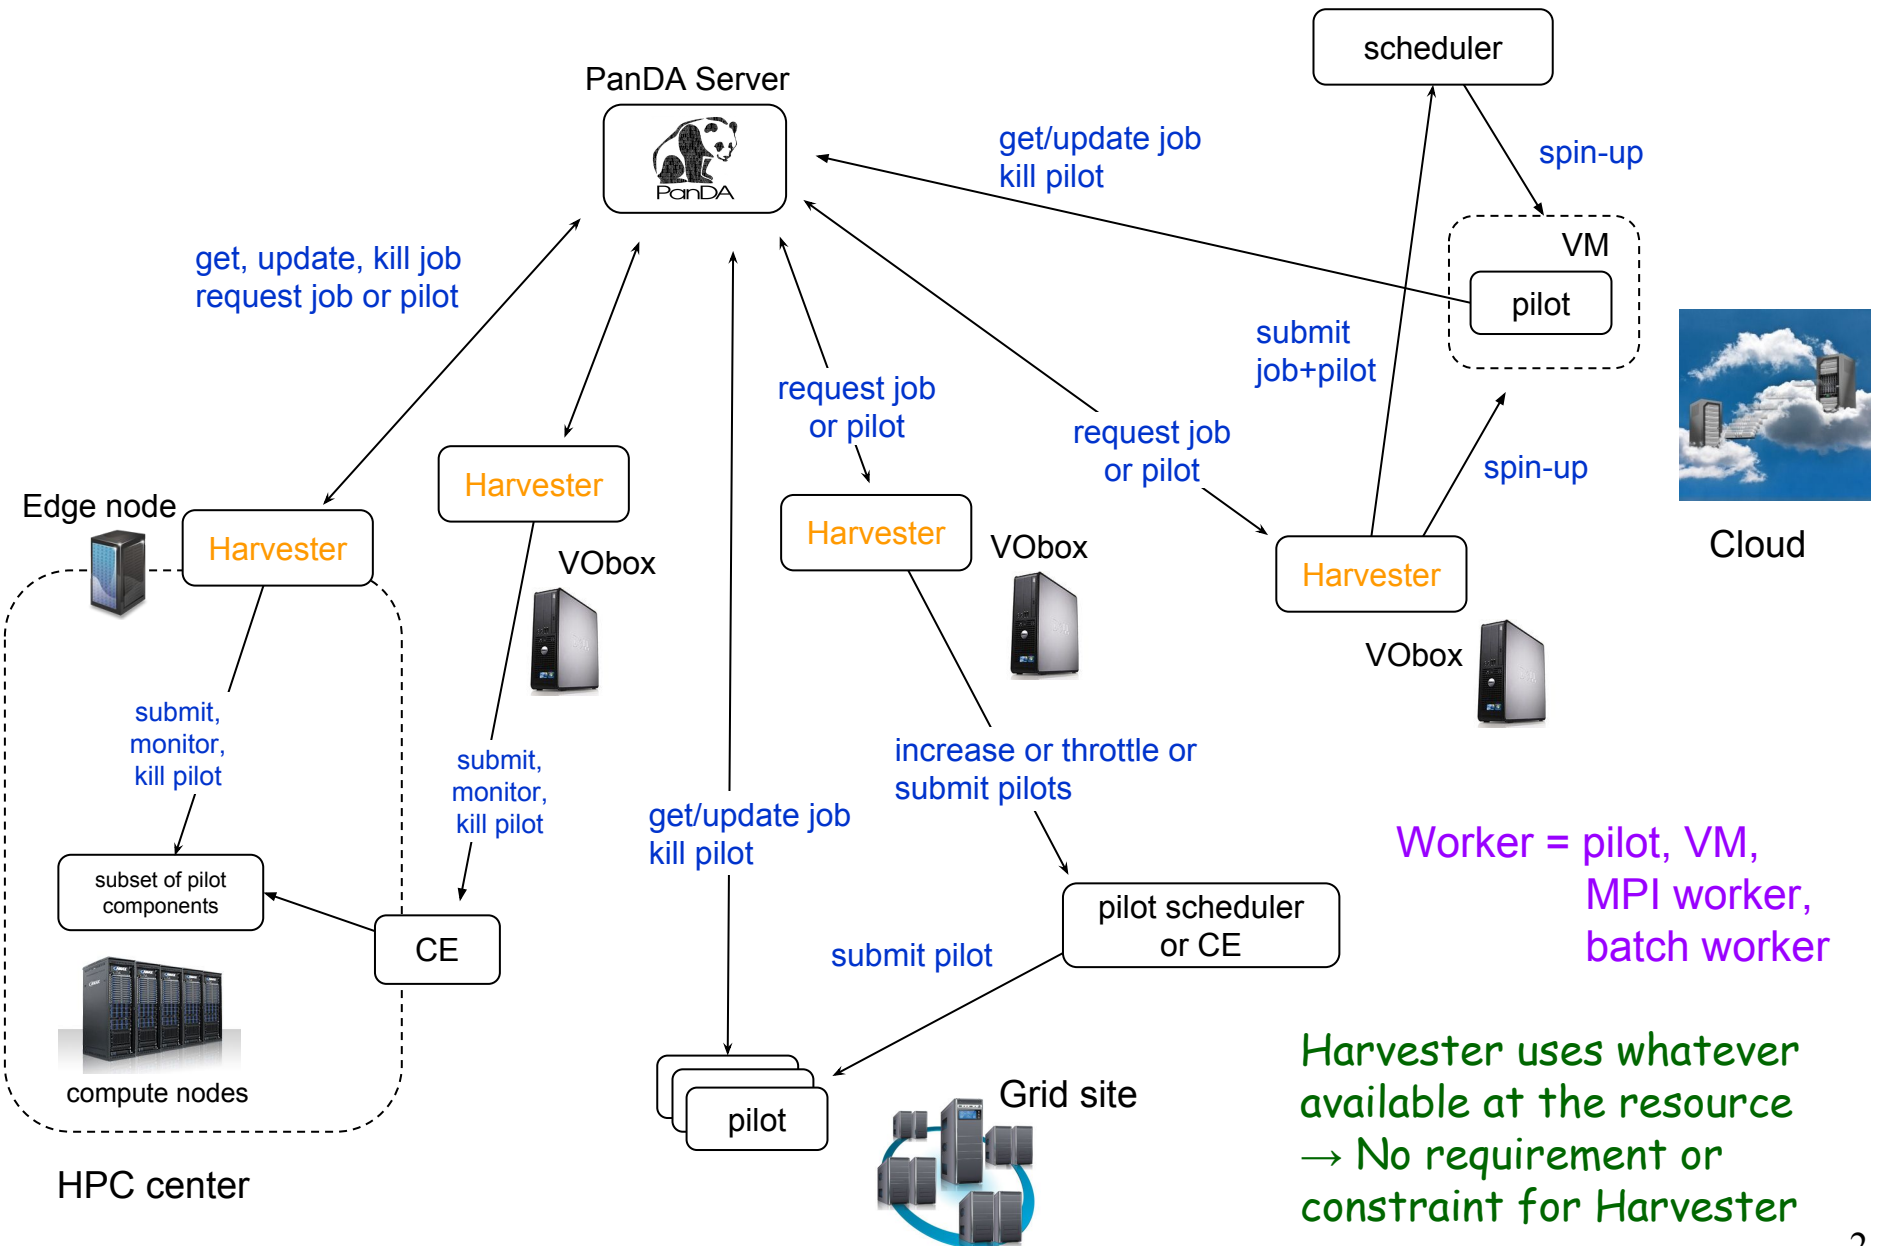 scheduler
PanDA Server
PanDA
get/update job
kill pilot
spin-up
VM
pilot
get, update, kill job
request job or pilot
submit
job+pilot
request job
or pilot
request job
or pilot
spin-up
Cloud
Edge node
Harvester
Harvester
VObox
Harvester
VObox
Harvester
VObox
submit,
monitor,
kill pilot
submit,
monitor,
kill pilot
increase or throttle or
submit pilots
get/update job
kill pilot
Worker = pilot, VM,
MPI worker,
batch worker
subset of pilot
components
CE
pilot scheduler
or CE
submit pilot
compute nodes
pilot
Grid site
HPC center
Harvester uses whatever
available at the resource
→ No requirement or
constraint for Harvester